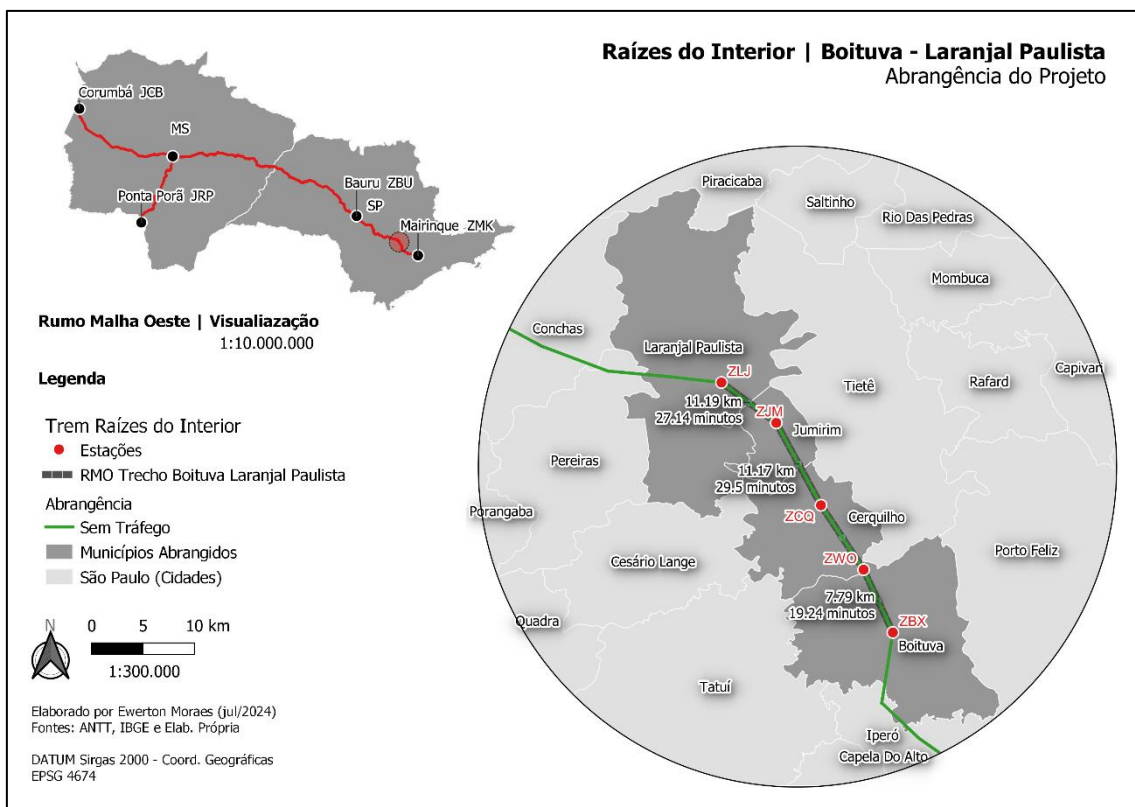 Raízes do Interior | Boituva - Laranjal Paulista
Abrangência do Projeto
Corumbá JCB
MS
Ponta Porã JRP
Bauru ZBU
SP
Mairinque ZMK
Rumo Malha Oeste | Visualiazação
1:10.000.000
Legenda
Trem Raízes do Interior
Estações
RMO Trecho Boituva Laranjal Paulista
Abrangência
Sem Tráfego
Municípios Abrangidos
São Paulo (Cidades)
N
0 5 10 km
1:300.000
Elaborado por Ewerton Moraes (jul/2024)
Fontes: ANTT, IBGE e Elab. Própria
DATUM Sirgas 2000 - Coord. Geográficas
EPSG 4674
Piracicaba
Saltinho
Rio Das Pedras
Mombuca
Conchas
Laranjal Paulista
Capivari
Rafard
Tietê
ZLJ
11.19 km
27.14 minutos
ZJM
Jumirim
Pereiras
11.17 km
29.5 minutos
Porangaba
ZCQ
Cerquilho
Porto Feliz
Cesário Lange
ZWO
7.79 km
19.24 minutos
Quadra
ZBX
Boituva
Tatuí
Iperó
Capela Do Alto